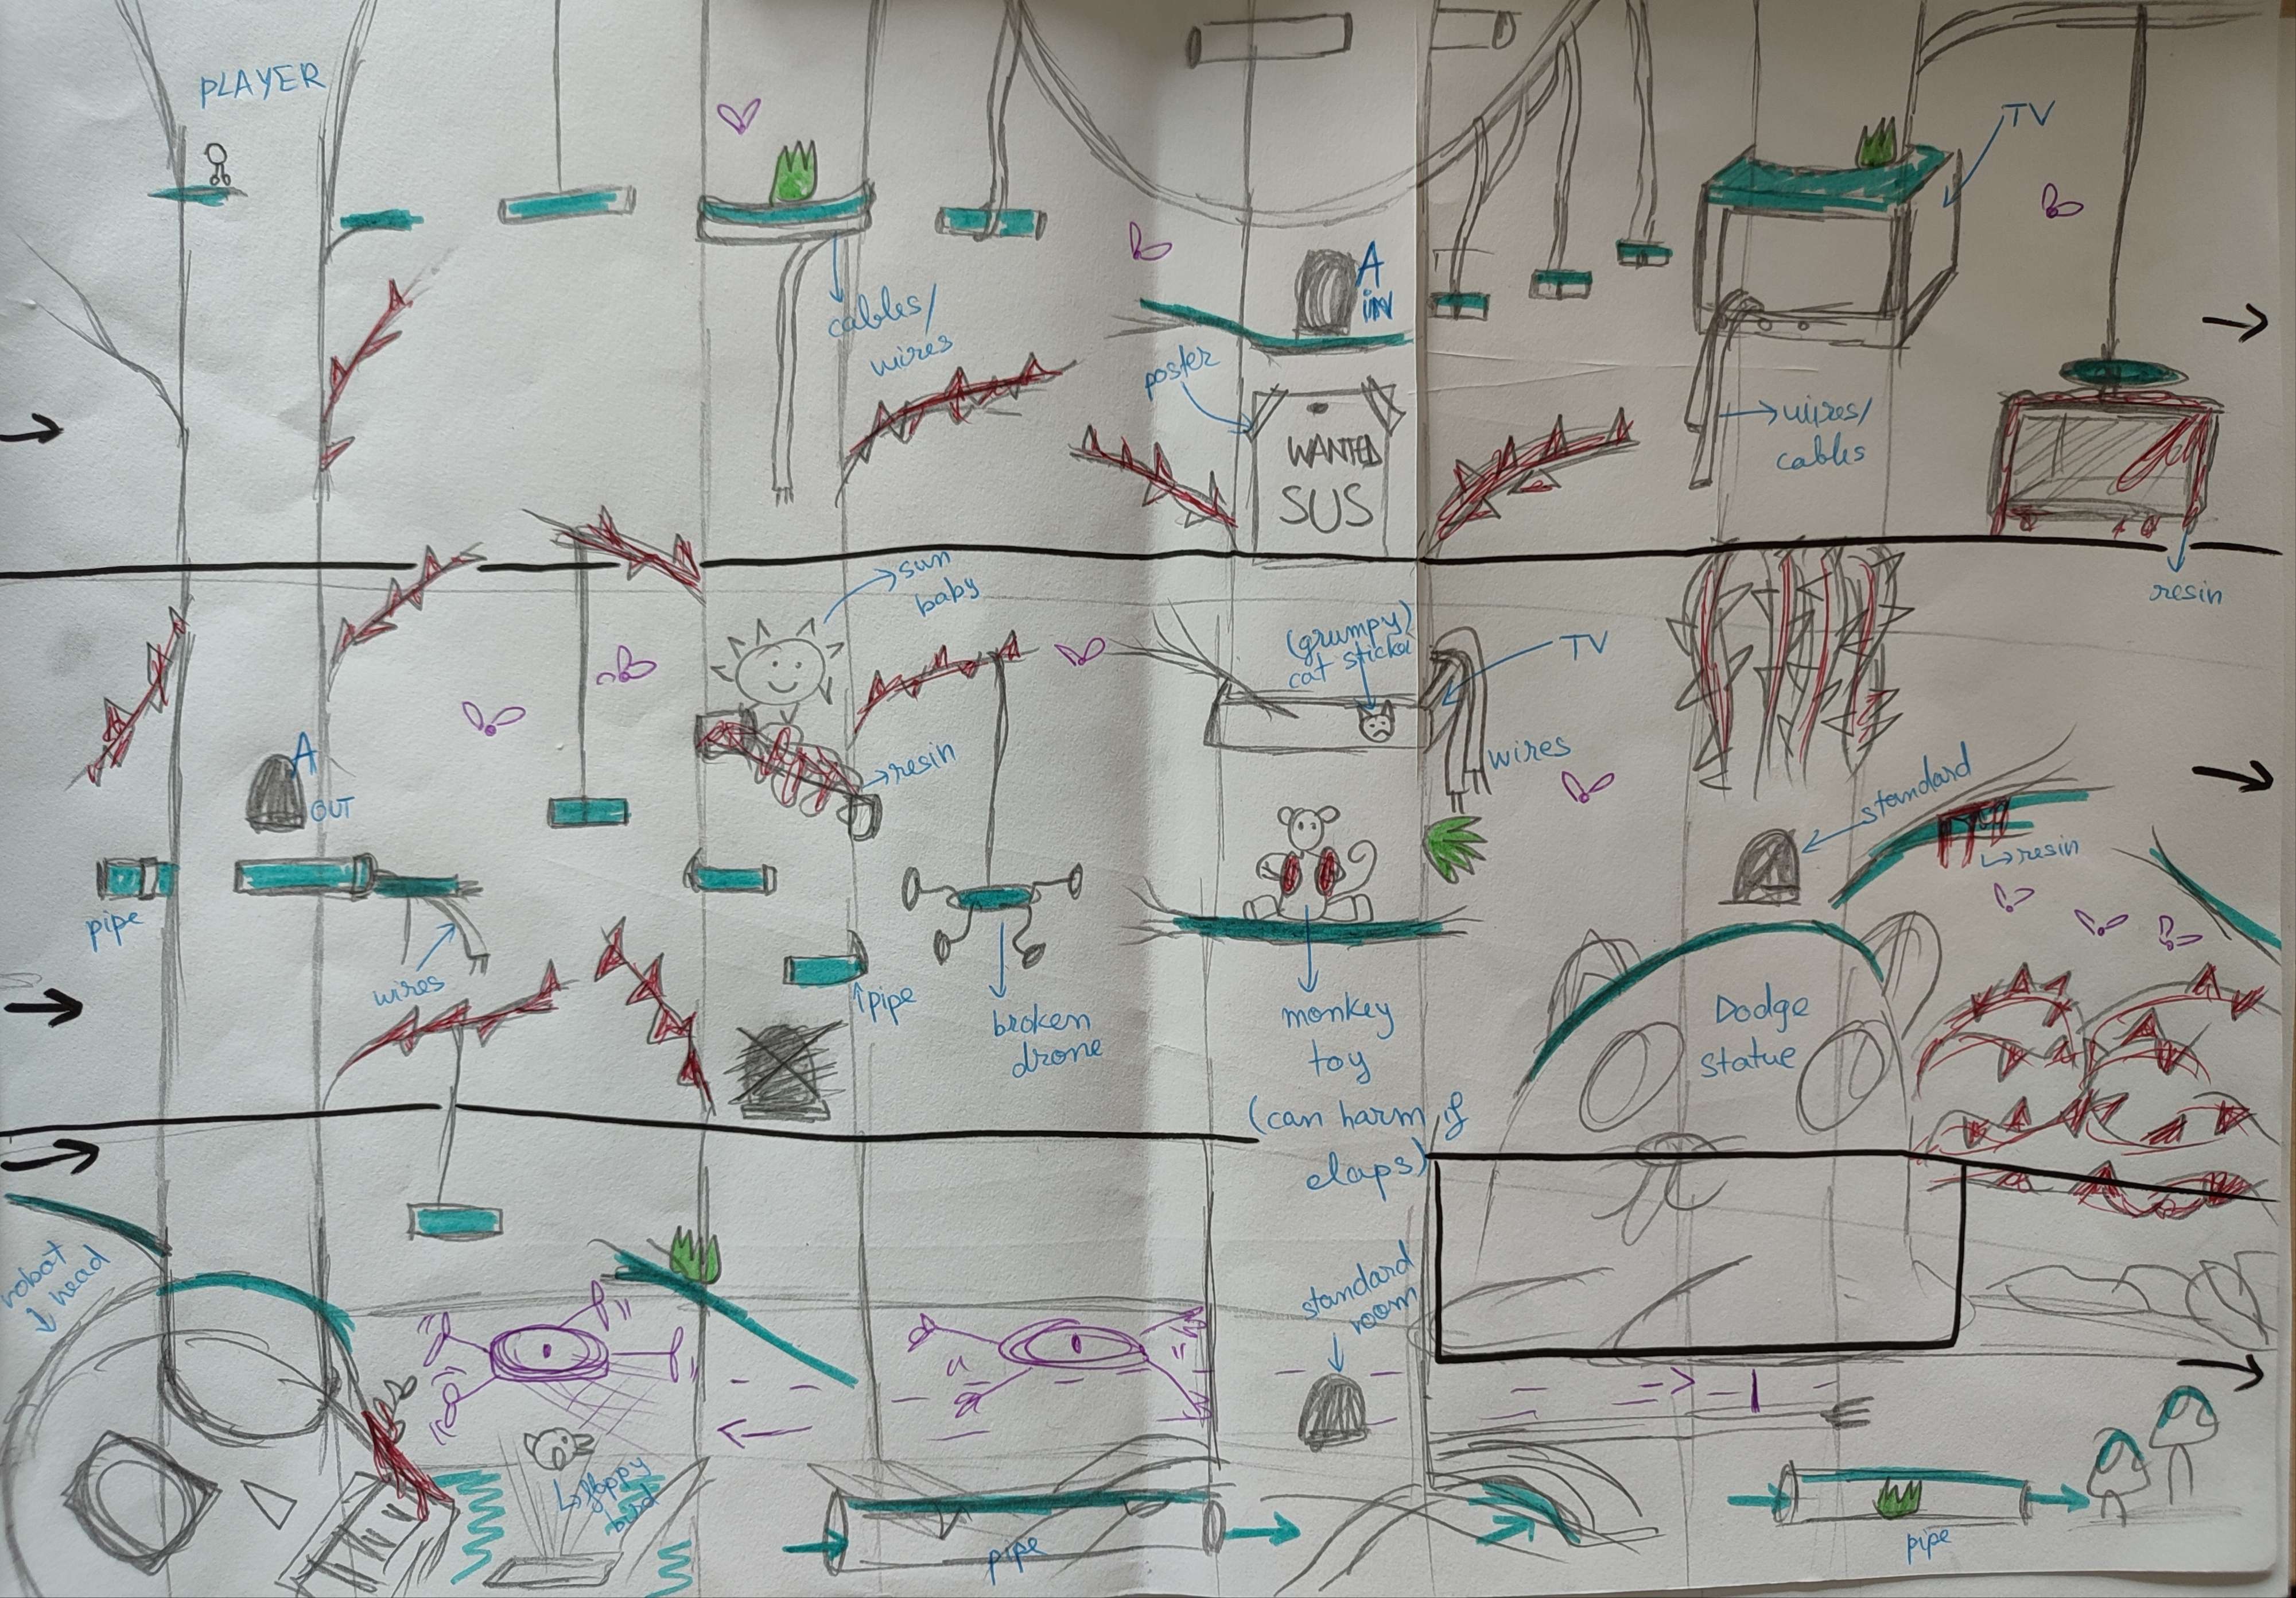 PLAYER
TV
A
IN
cables/
wires
poster
WANTED
SUS
wires/
cables
resin
sun
baby
(grumpy)
cat sticker
TV
wires
A
OUT
resin
standard
resin
pipe
wires
pipe
broken
drone
monkey
toy
(can harm if
claps)
Dodge
statue
robot
head
standard
room
flappy
bird
pipe
pipe